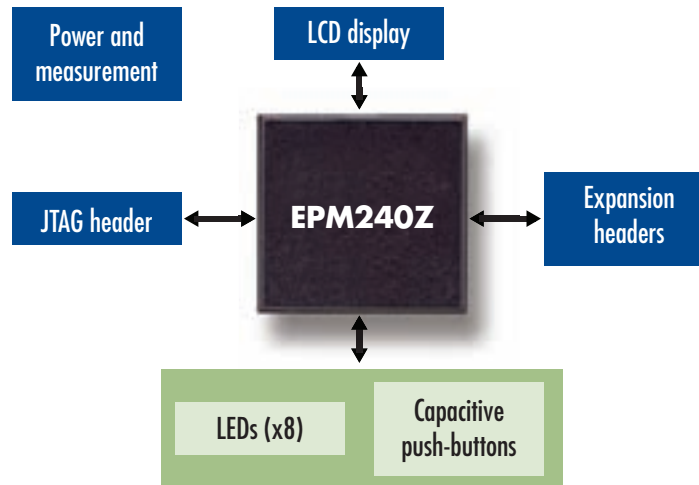 Power and
measurement
LCD display
JTAG header
EPM240Z
Expansion
headers
LEDs (x8)
Capacitive
push-buttons